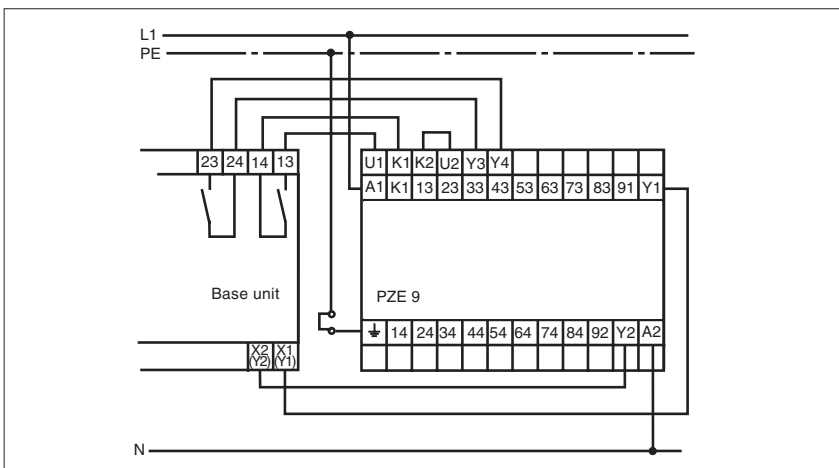 L1
PE
23 24 14 13
U1 K1 K2 U2 Y3 Y4
A1 K1 13 23 33 43 53 63 73 83 91 Y1
Base unit
PZE 9
14 24 34 44 54 64 74 84 92 Y2 A2
X2 X1
(Y2) (Y1)
N